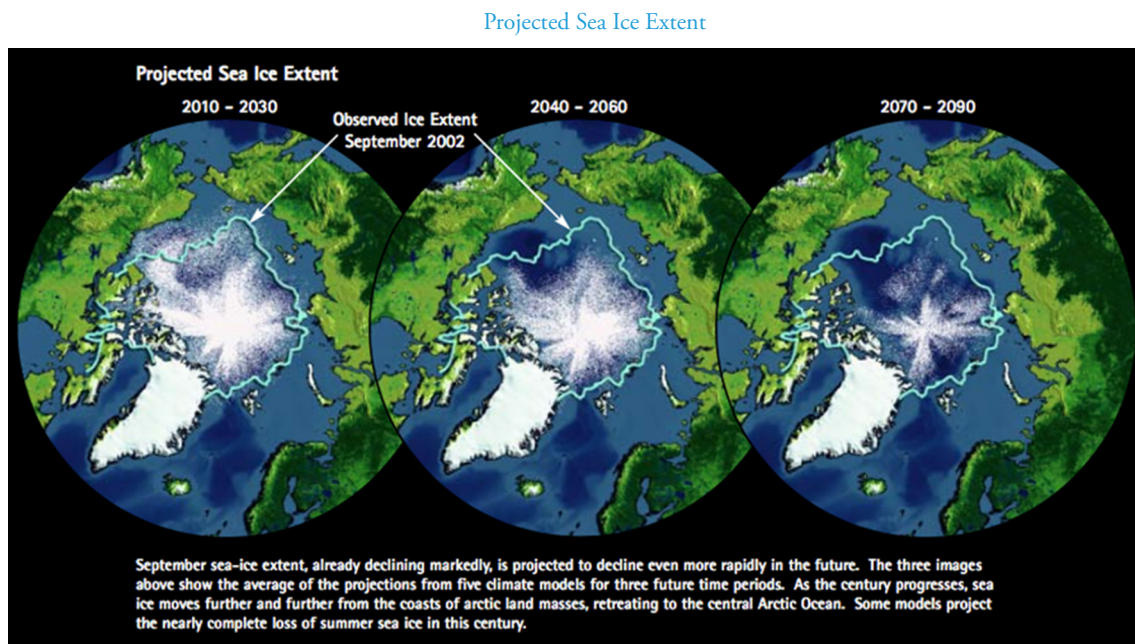 Projected Sea Ice Extent
Projected Sea Ice Extent
2010 – 2030
2040 – 2060
2070 – 2090
Observed Ice Extent
September 2002
September sea-ice extent, already declining markedly, is projected to decline even more rapidly in the future. The three images
above show the average of the projections from five climate models for three future time periods. As the century progresses, sea
ice moves further and further from the coasts of arctic land masses, retreating to the central Arctic Ocean. Some models project
the nearly complete loss of summer sea ice in this century.